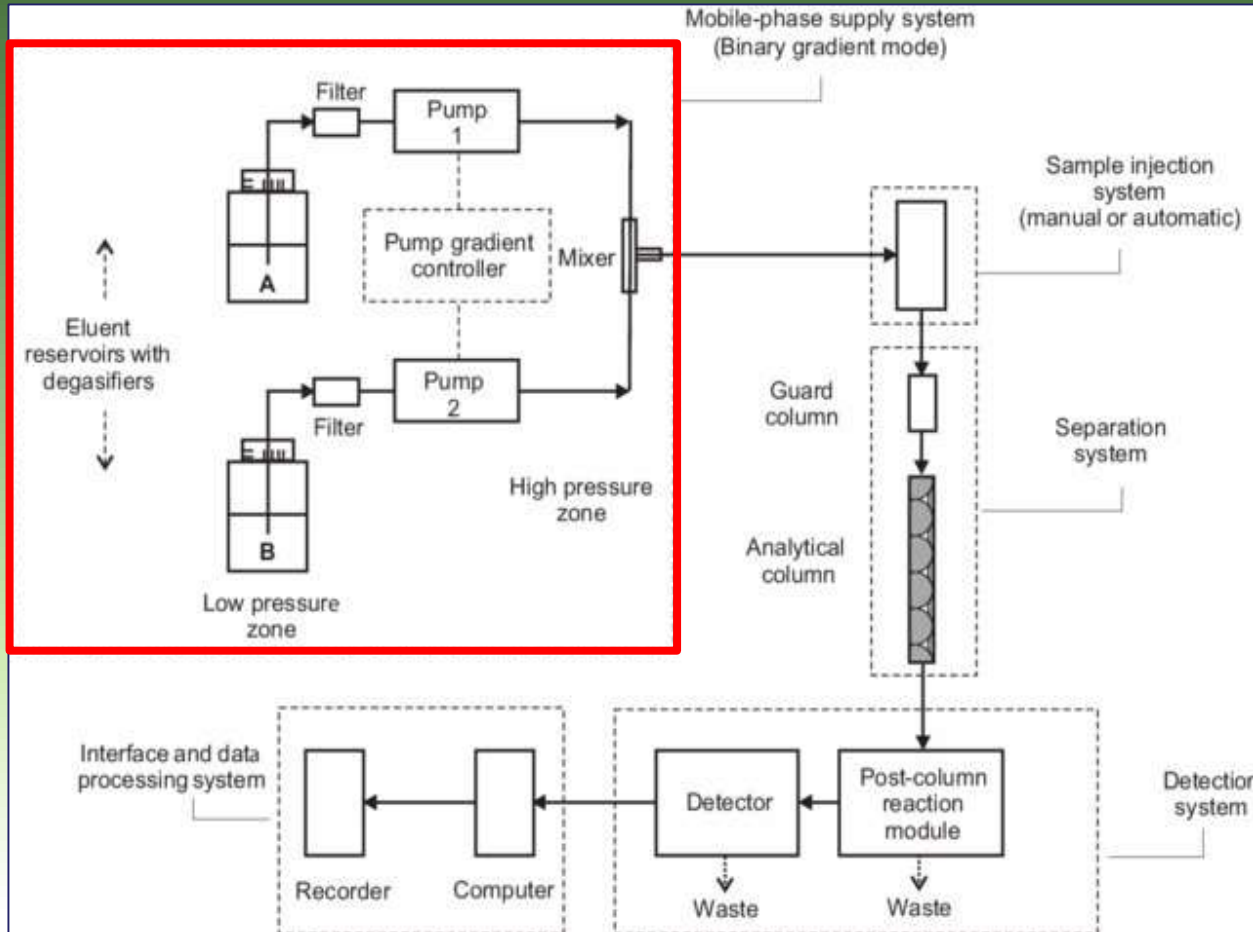 Mobile-phase supply system
(Binary gradient mode)
Filter
Pump
1
Sample injection
system
(manual or automatic)
Pump gradient
controller
Mixer
A
Eluent
reservoirs with
degasifiers
Pump
2
Filter
Guard
column
Separation
system
High pressure
zone
B
Analytical
column
Low pressure
zone
Interface and data
processing system
Detector
Post-column
reaction
module
Detection
system
Recorder
Computer
Waste
Waste